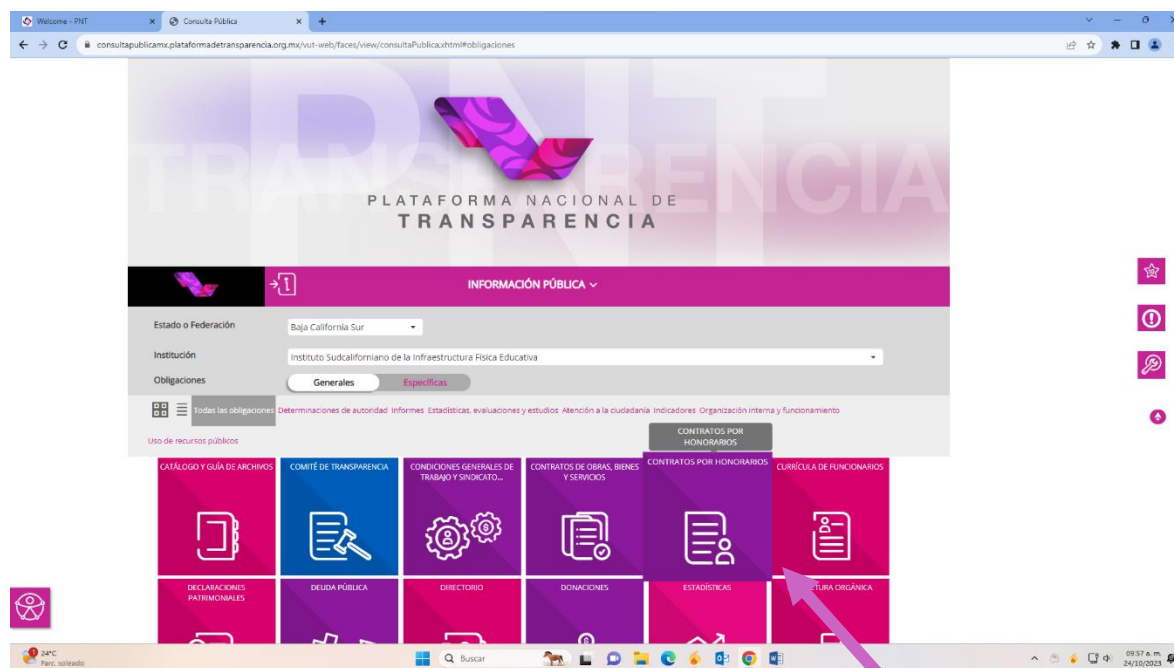 Welcome - PNT
Consulta Pública
consultapublicamx.plataformadetransparencia.org.mx/vut-web/faces/view/consultaPublica.xhtml#obligaciones
PNT
TRANSPARENCIA
PLATAFORMA NACIONAL DE
TRANSPARENCIA
INFORMACIÓN PÚBLICA
Estado o Federación
Baja California Sur
Institución
Instituto Sudcaliforniano de la Infraestructura Física Educativa
Obligaciones
Generales
Específicas
Todas las obligaciones Determinaciones de autoridad Informes Estadísticas, evaluaciones y estudios Atención a la ciudadanía Indicadores Organización interna y funcionamiento
Uso de recursos públicos
CONTRATOS POR
HONORARIOS
CATÁLOGO Y GUÍA DE ARCHIVOS
COMITÉ DE TRANSPARENCIA
CONDICIONES GENERALES DE
TRABAJO Y SINDICATO...
CONTRATOS DE OBRAS, BIENES
Y SERVICIOS
CONTRATOS POR HONORARIOS
CURRÍCULA DE FUNCIONARIOS
DECLARACIONES
PATRIMONIALES
DEUDA PÚBLICA
DIRECTORIO
DONACIONES
ESTADÍSTICAS
ORGÁNICA
24°C
Parc. soleado
Buscar
09:57 a. m.
24/10/2023